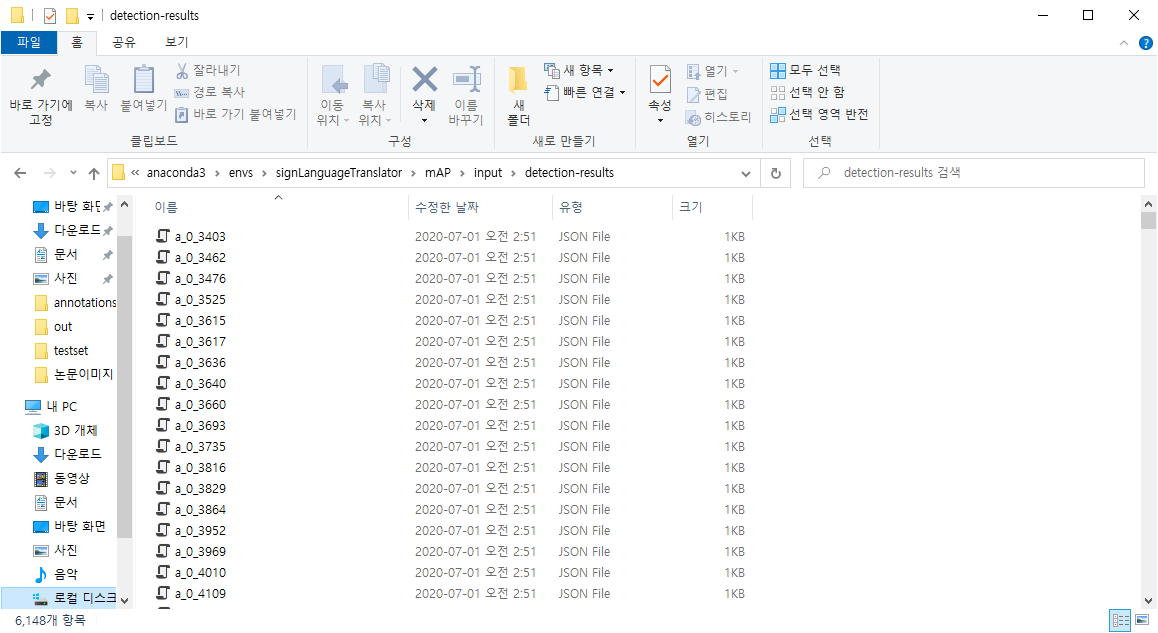 detection-results
파일 홈 공유 보기
바로 가기에 고정
복사
붙여넣기
잘라내기
경로 복사
바로 가기 붙여넣기
클립보드
이동 위치
복사 위치
삭제
이름 바꾸기
구성
새 폴더
새 항목
빠른 연결
새로 만들기
속성
열기
편집
히스토리
열기
모두 선택
선택 안 함
선택 영역 반전
선택
« anaconda3 › envs › signLanguageTranslator › mAP › input › detection-results
detection-results 검색
바탕 화면
다운로드
문서
사진
annotations
out
testset
논문이미지
내 PC
3D 개체
다운로드
동영상
문서
바탕 화면
사진
음악
로컬 디스크
이름 수정한 날짜 유형 크기
a_0_3403 2020-07-01 오전 2:51 JSON File 1KB
a_0_3462 2020-07-01 오전 2:51 JSON File 1KB
a_0_3476 2020-07-01 오전 2:51 JSON File 1KB
a_0_3525 2020-07-01 오전 2:51 JSON File 1KB
a_0_3615 2020-07-01 오전 2:51 JSON File 1KB
a_0_3617 2020-07-01 오전 2:51 JSON File 1KB
a_0_3636 2020-07-01 오전 2:51 JSON File 1KB
a_0_3640 2020-07-01 오전 2:51 JSON File 1KB
a_0_3660 2020-07-01 오전 2:51 JSON File 1KB
a_0_3693 2020-07-01 오전 2:51 JSON File 1KB
a_0_3735 2020-07-01 오전 2:51 JSON File 1KB
a_0_3816 2020-07-01 오전 2:51 JSON File 1KB
a_0_3829 2020-07-01 오전 2:51 JSON File 1KB
a_0_3864 2020-07-01 오전 2:51 JSON File 1KB
a_0_3952 2020-07-01 오전 2:51 JSON File 1KB
a_0_3969 2020-07-01 오전 2:51 JSON File 1KB
a_0_4010 2020-07-01 오전 2:51 JSON File 1KB
a_0_4109 2020-07-01 오전 2:51 JSON File 1KB
6,148개 항목